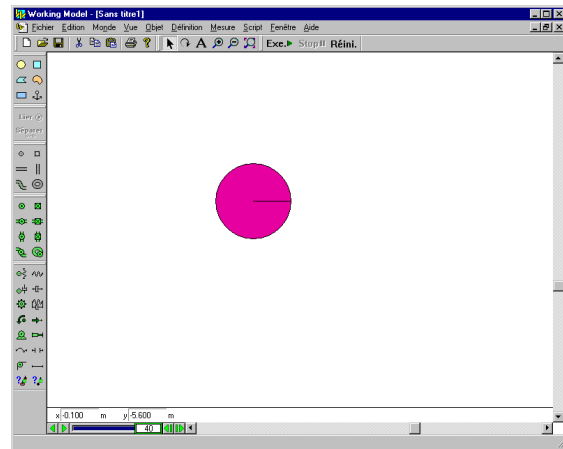 Working Model - [Sans titre1]
Fichier Edition Monde Vue Objet Définition Mesure Script Fenêtre Aide
A Exe. Stop Réini.
Lier
Séparer
x -0.100 m y -5.600 m
40